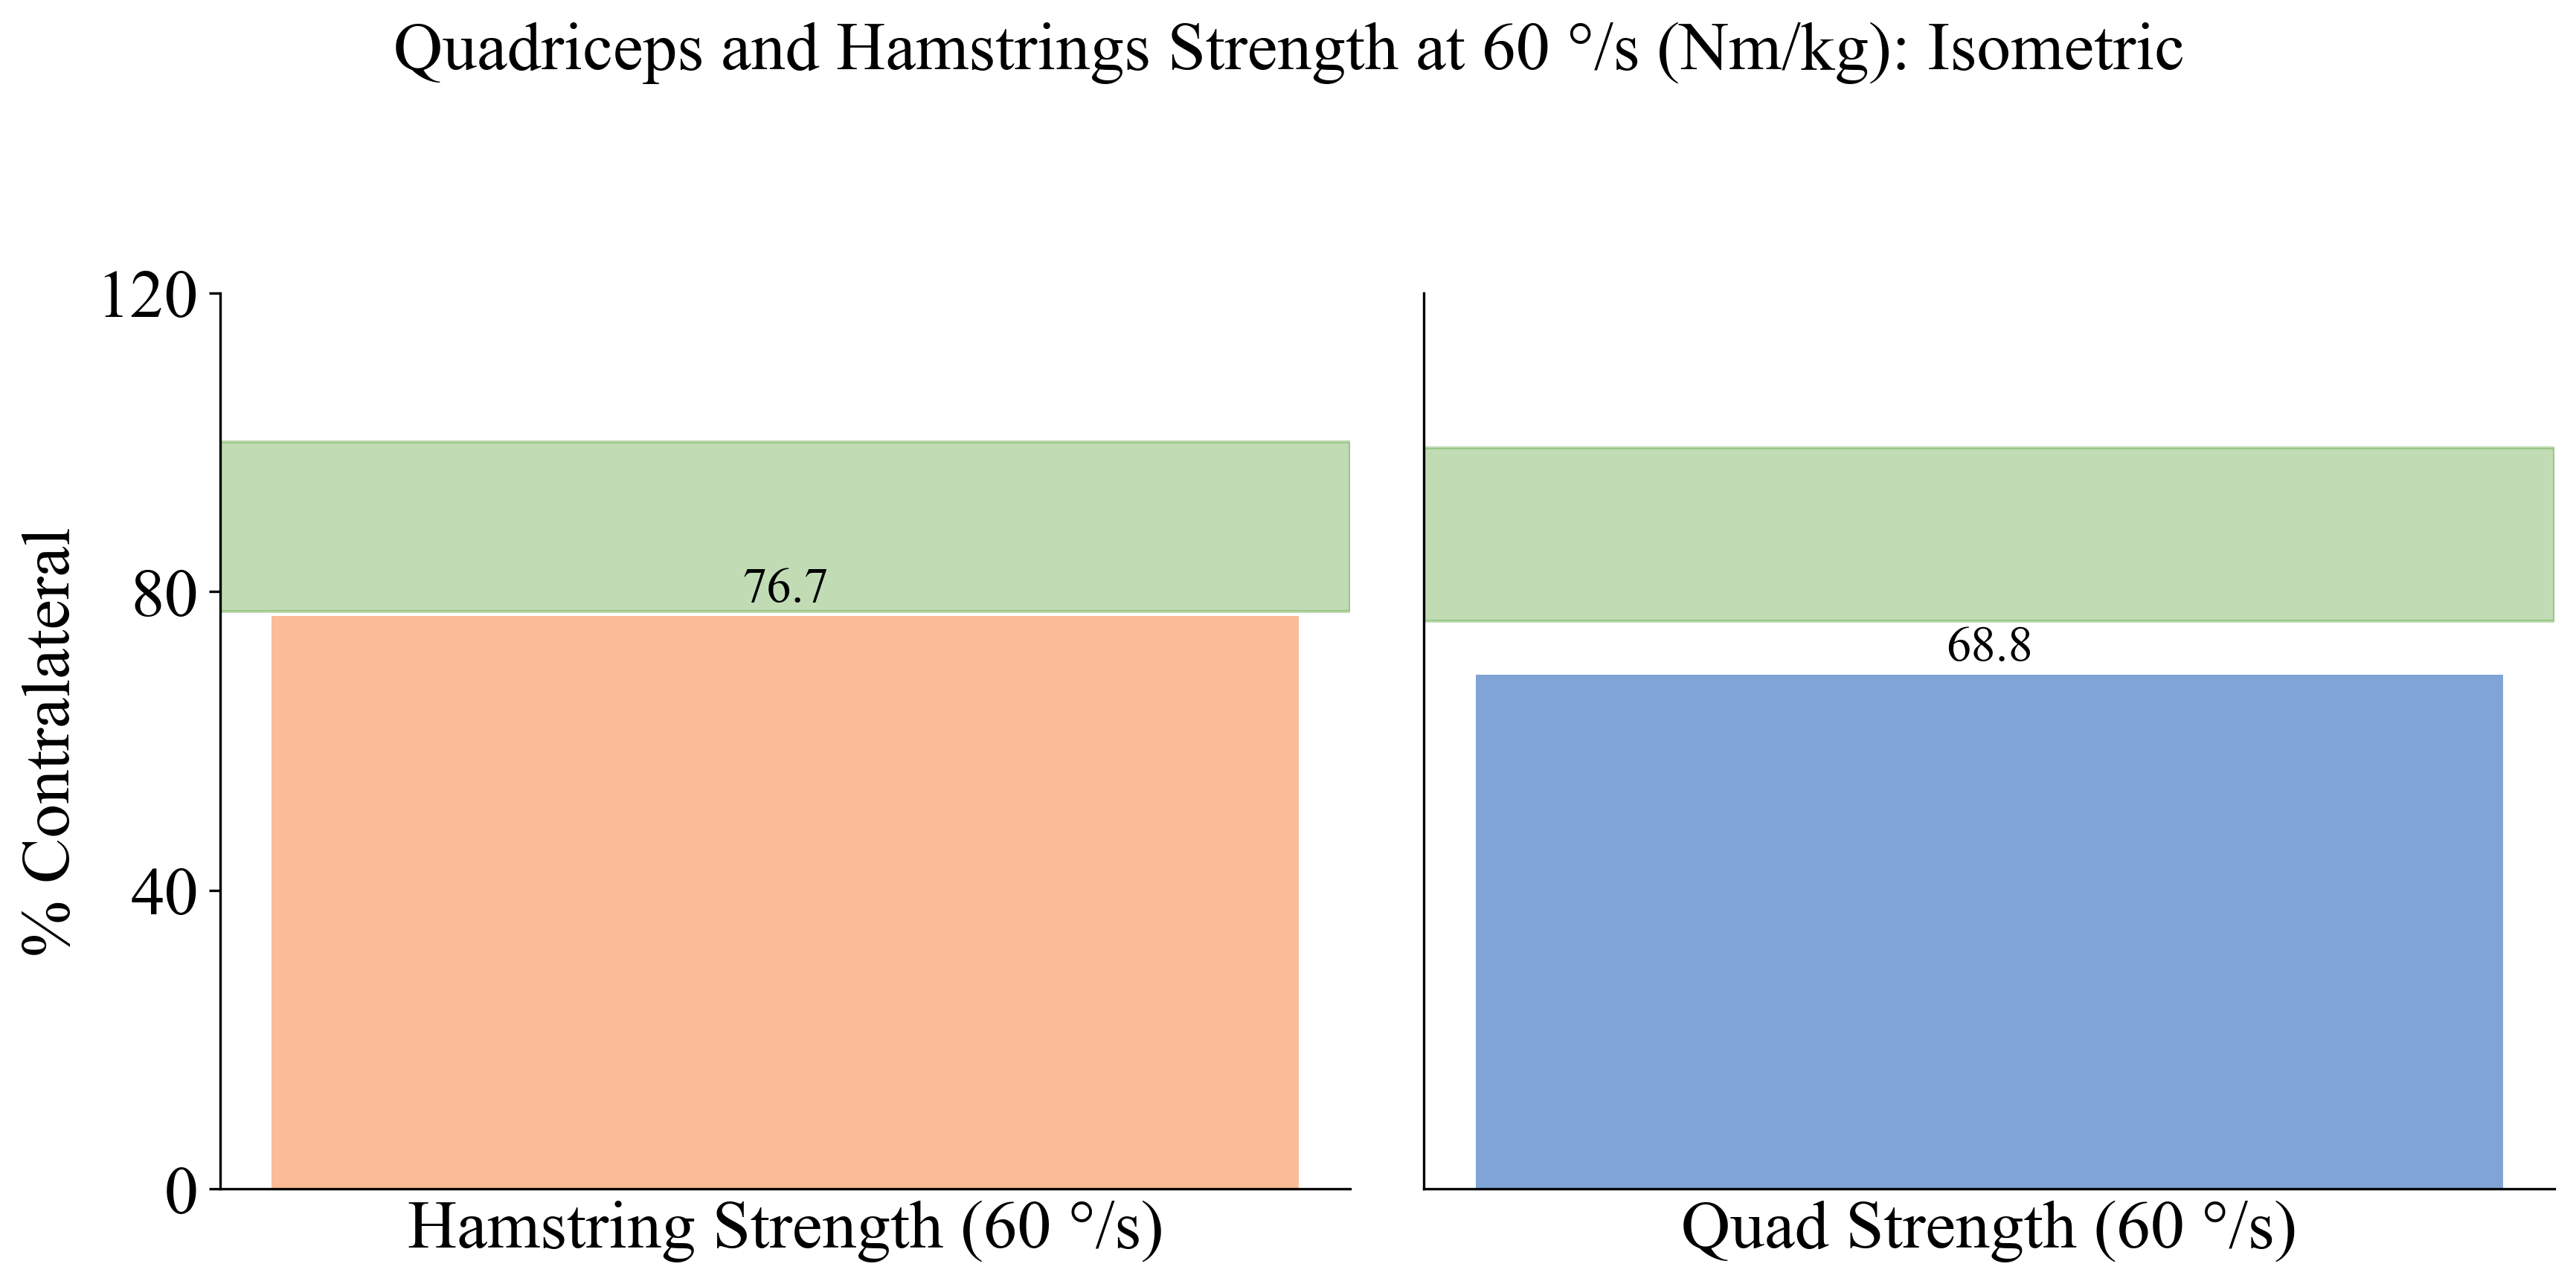 Quadriceps and Hamstrings Strength at 60 °/s (Nm/kg): Isometric
120
80
40
0
% Contralateral
76.7
68.8
Hamstring Strength (60 °/s)
Quad Strength (60 °/s)